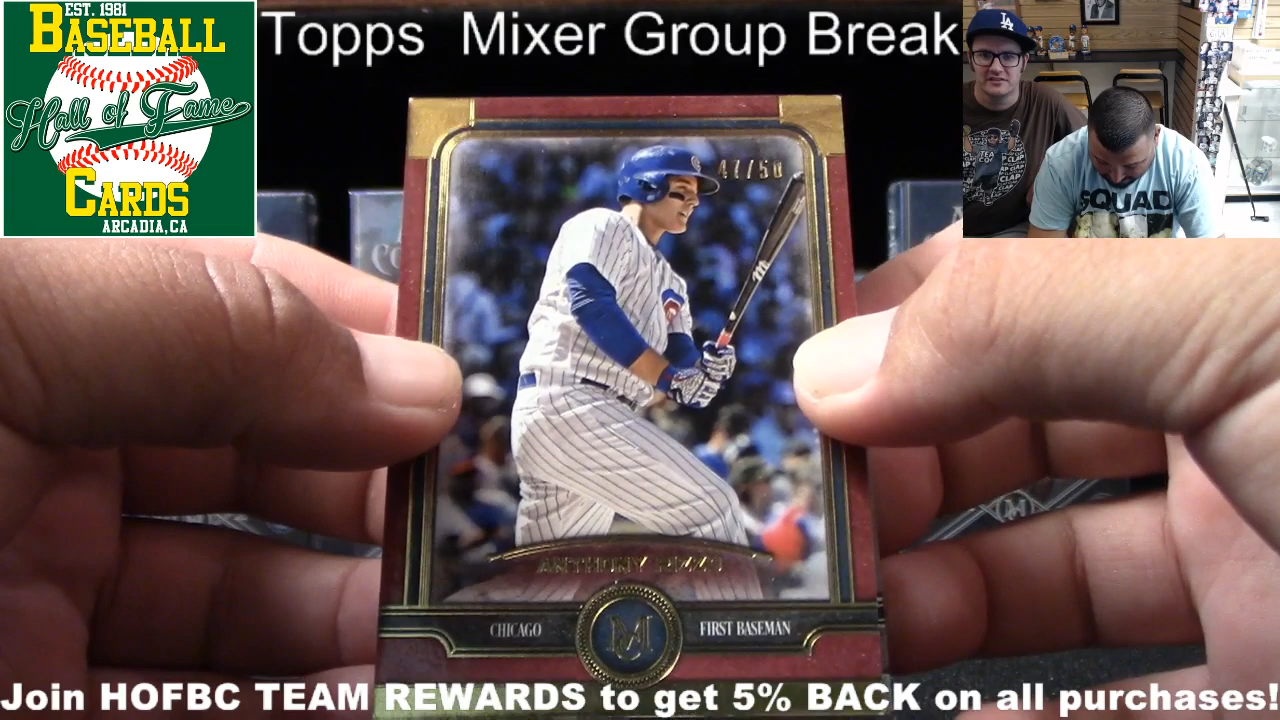 EST. 1981
BASEBALL
Hall of Fame
CARDS
ARCADIA, CA
Topps Mixer Group Break
LA
SQUAD
47/50
ANTHONY RIZZO
CHICAGO
M
FIRST BASEMAN
Join HOFBC TEAM REWARDS to get 5% BACK on all purchases!